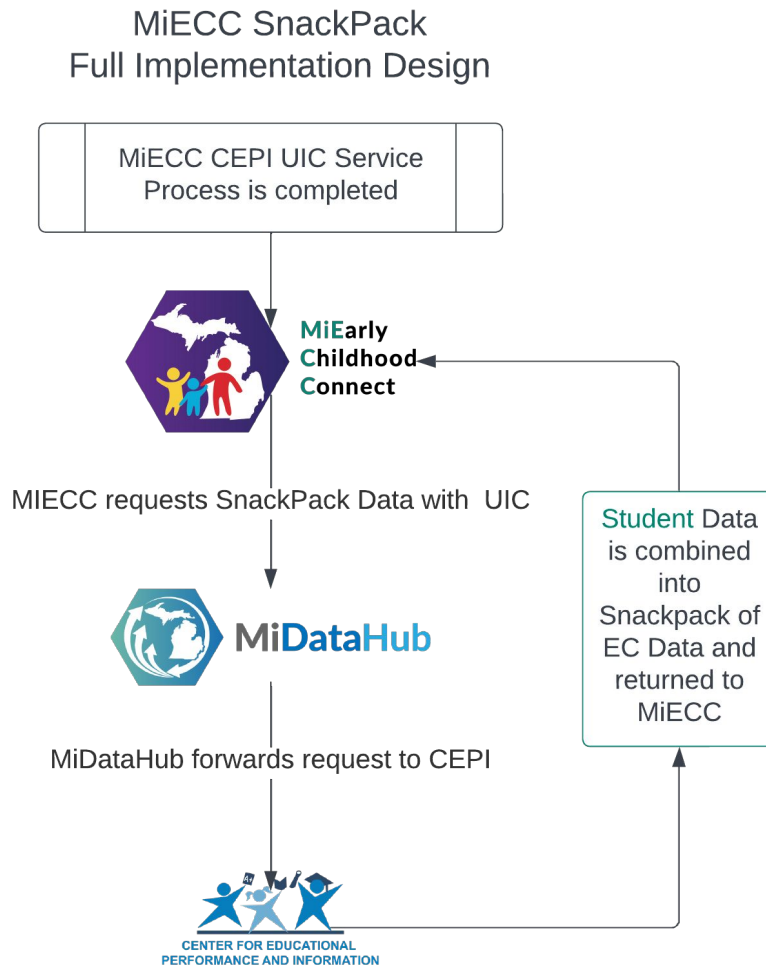 MiECC SnackPack
Full Implementation Design
MiECC CEPI UIC Service
Process is completed
MiEarly
Childhood
Connect
MIECC requests SnackPack Data with UIC
Student Data
is combined
into
Snackpack of
EC Data and
returned to
MiECC
MiDataHub
MiDataHub forwards request to CEPI
A+
CENTER FOR EDUCATIONAL
PERFORMANCE AND INFORMATION